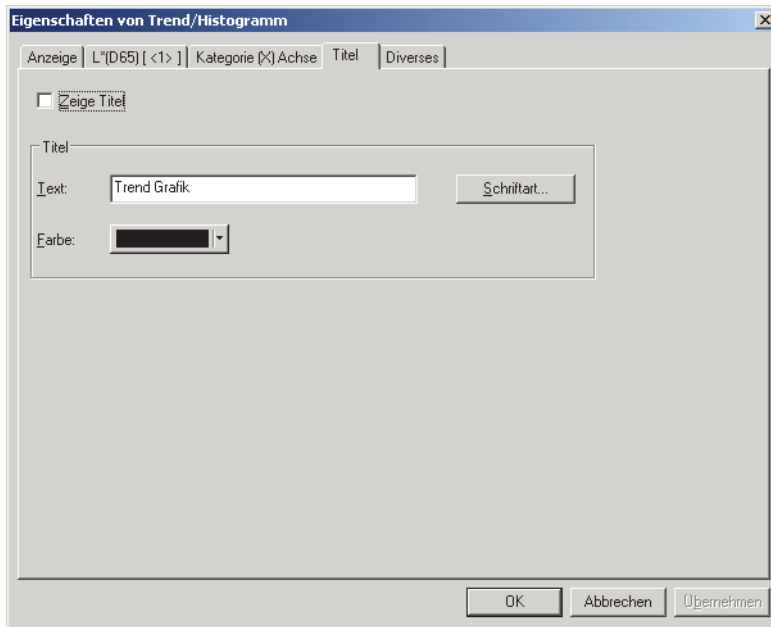 Eigenschaften von Trend/Histogramm
Anzeige L*(D65) [ <1> ] Kategorie (X) Achse Titel Diverses
Zeige Titel
Titel
Text: Trend Grafik Schriftart...
Farbe:
OK Abbrechen Übernehmen